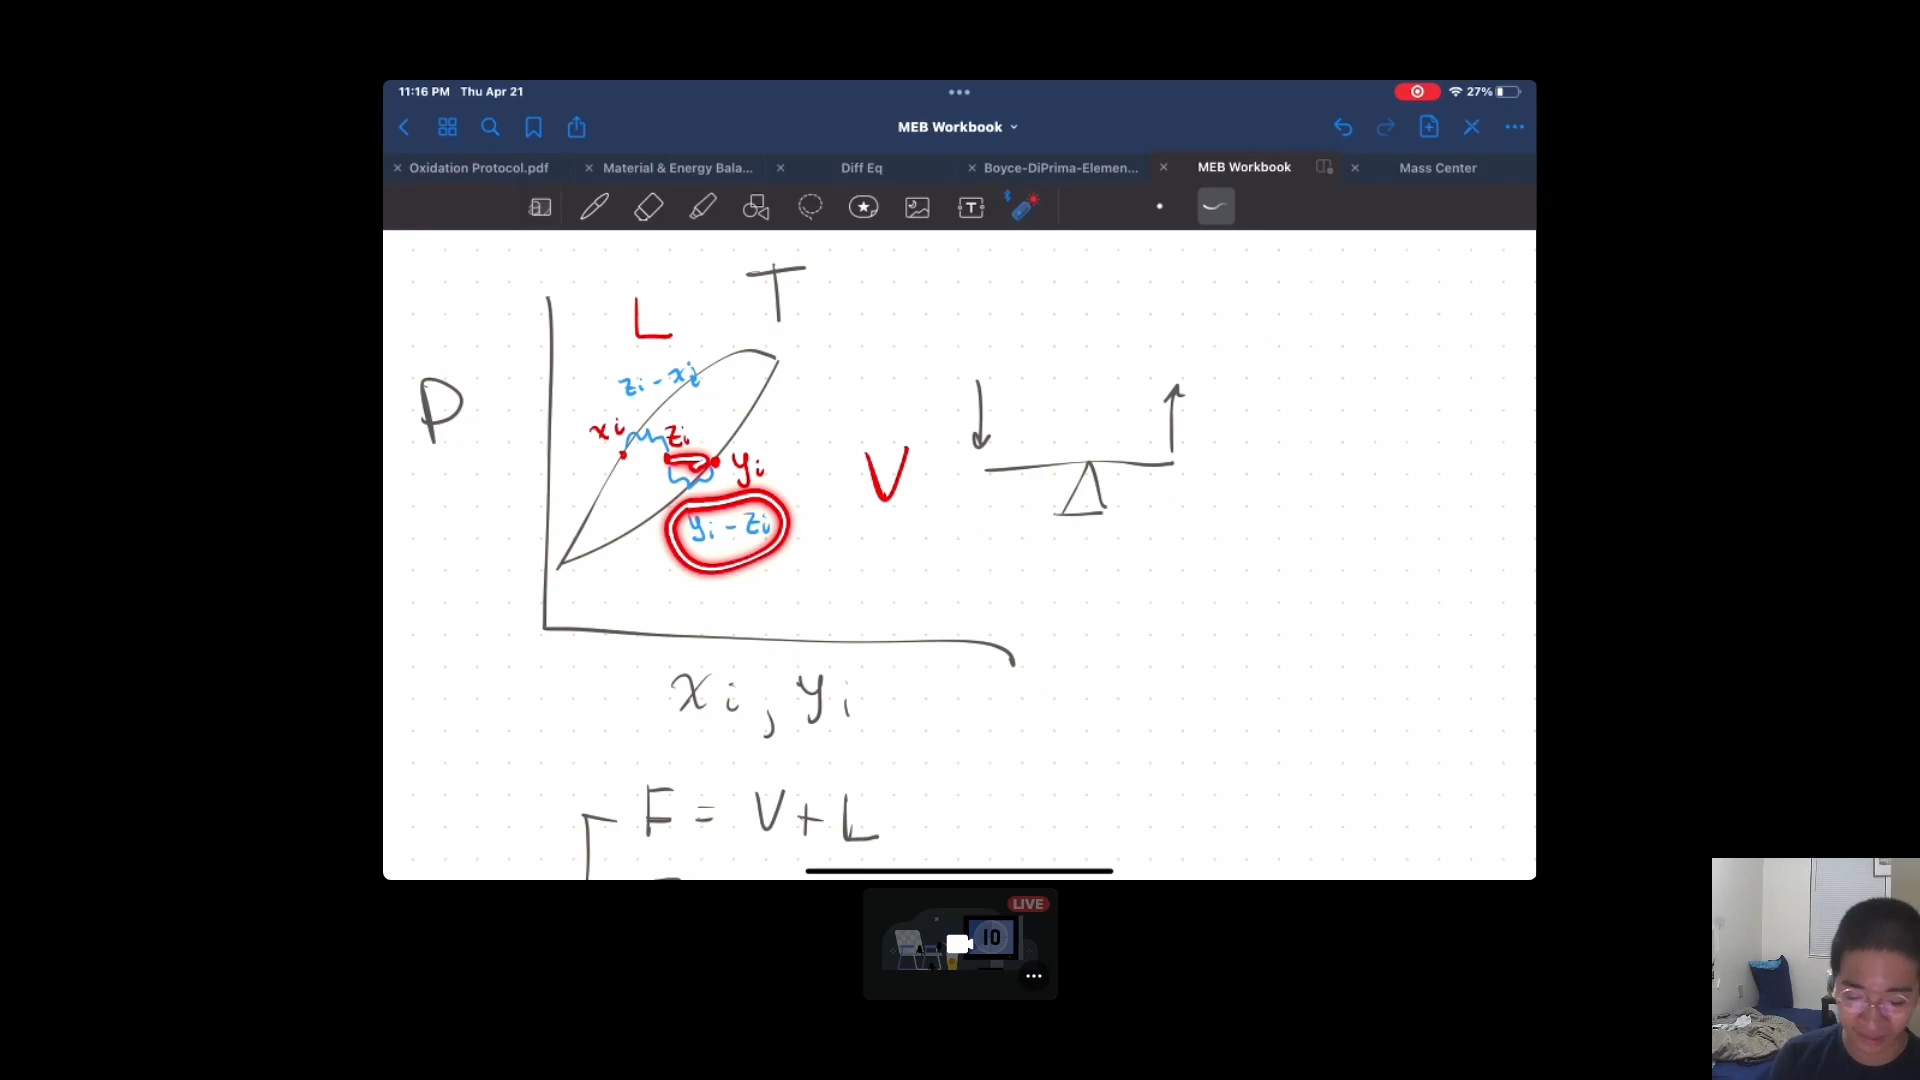 11:16 PM Thu Apr 21
27%
MEB Workbook
Oxidation Protocol.pdf
Material & Energy Bala...
Diff Eq
Boyce-DiPrima-Elemen...
MEB Workbook
Mass Center
T
L
zi - xi
P
xi
zi
yi
V
yi - zi
xi, yi
F = V + L
LIVE
10